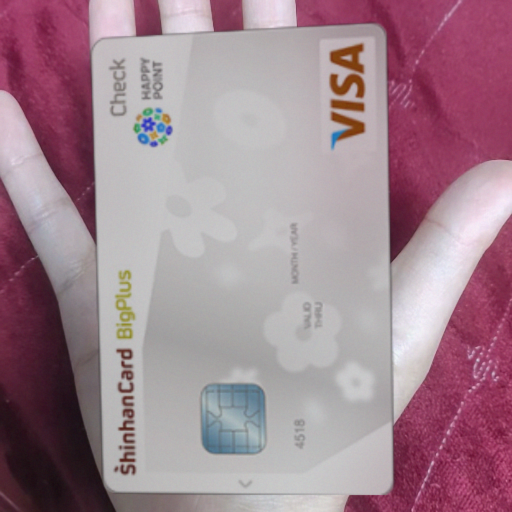 ShinhanCard BigPlus
Check
HAPPY
POINT
4518
VALID
THRU
MONTH / YEAR
VISA